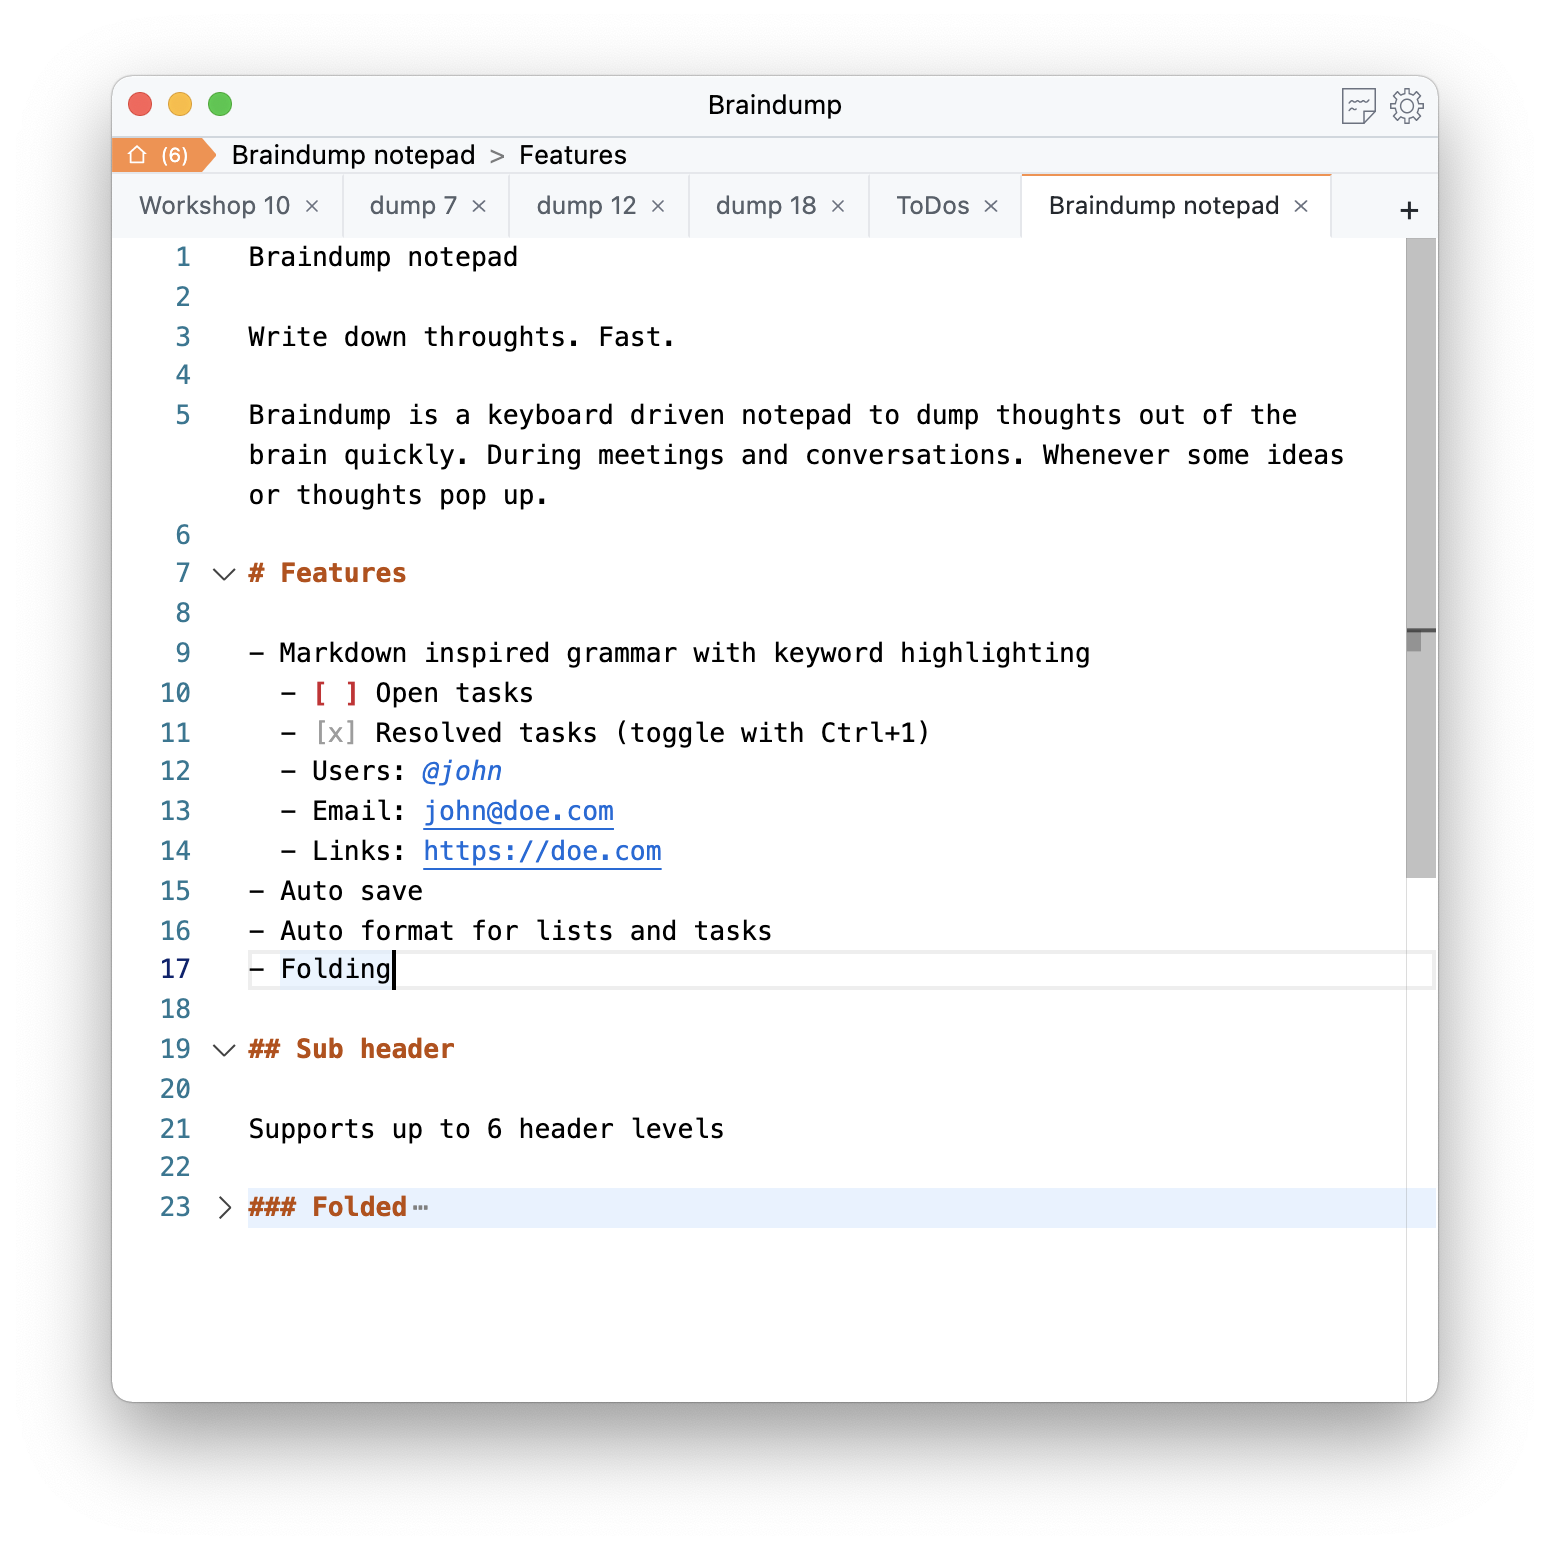 Braindump
(6) Braindump notepad > Features
Workshop 10 × dump 7 × dump 12 × dump 18 × ToDos × Braindump notepad × +
1 Braindump notepad
2
3 Write down throughts. Fast.
4
5 Braindump is a keyboard driven notepad to dump thoughts out of the
brain quickly. During meetings and conversations. Whenever some ideas
or thoughts pop up.
6
7 # Features
8
9 - Markdown inspired grammar with keyword highlighting
10 - [ ] Open tasks
11 - [x] Resolved tasks (toggle with Ctrl+1)
12 - Users: @john
13 - Email: john@doe.com
14 - Links: https://doe.com
15 - Auto save
16 - Auto format for lists and tasks
17 - Folding
18
19 ## Sub header
20
21 Supports up to 6 header levels
22
23 ### Folded⋯